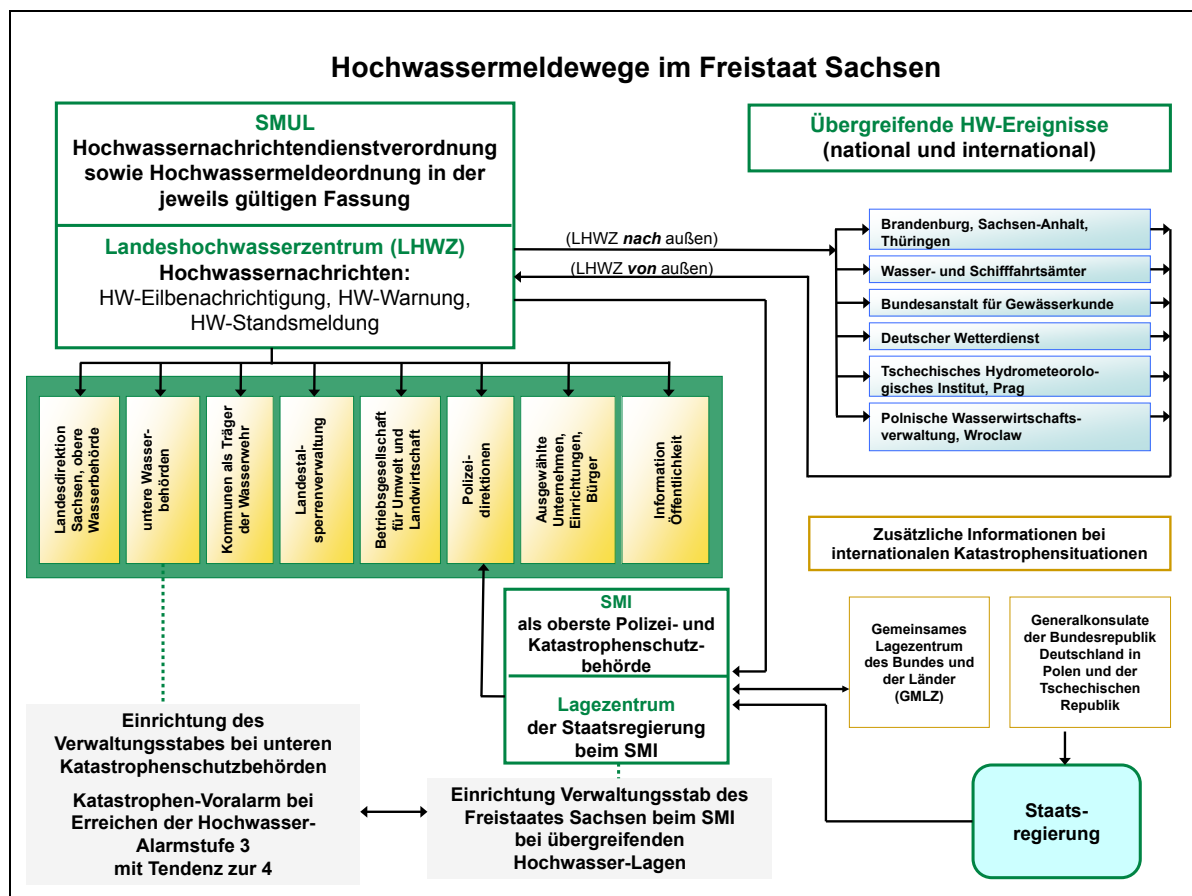 Hochwassermeldewege im Freistaat Sachsen
SMUL
Hochwassernachrichtendienstverordnung
sowie Hochwassermeldeordnung in der
jeweils gültigen Fassung
Landeshochwasserzentrum (LHWZ)
Hochwassernachrichten:
HW-Eilbenachrichtigung, HW-Warnung,
HW-Standsmeldung
Übergreifende HW-Ereignisse
(national und international)
(LHWZ nach außen)
(LHWZ von außen)
Brandenburg, Sachsen-Anhalt,
Thüringen
Wasser- und Schifffahrtsämter
Bundesanstalt für Gewässerkunde
Deutscher Wetterdienst
Tschechisches Hydrometeorolo-
gisches Institut, Prag
Polnische Wasserwirtschafts-
verwaltung, Wroclaw
Landesdirektion
Sachsen, obere
Wasserbehörde
untere Wasser-
behörden
Kommunen als Träger
der Wasserwehr
Landestal-
sperrenverwaltung
Betriebsgesellschaft
für Umwelt und
Landwirtschaft
Polizei-
direktionen
Ausgewählte
Unternehmen,
Einrichtungen,
Bürger
Information
Öffentlichkeit
Zusätzliche Informationen bei
internationalen Katastrophensituationen
SMI
als oberste Polizei- und
Katastrophenschutz-
behörde
Lagezentrum
der Staatsregierung
beim SMI
Gemeinsames
Lagezentrum
des Bundes und
der Länder
(GMLZ)
Generalkonsulate
der Bundesrepublik
Deutschland in
Polen und der
Tschechischen
Republik
Einrichtung des
Verwaltungsstabes bei unteren
Katastrophenschutzbehörden
Katastrophen-Voralarm bei
Erreichen der Hochwasser-
Alarmstufe 3
mit Tendenz zur 4
Einrichtung Verwaltungsstab des
Freistaates Sachsen beim SMI
bei übergreifenden
Hochwasser-Lagen
Staats-
regierung